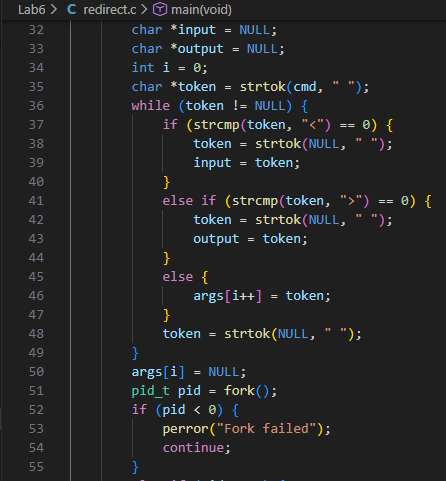 Lab6 > C redirect.c > main(void)
32 char *input = NULL;
33 char *output = NULL;
34 int i = 0;
35 char *token = strtok(cmd, " ");
36 while (token != NULL) {
37 if (strcmp(token, "<") == 0) {
38 token = strtok(NULL, " ");
39 input = token;
40 }
41 else if (strcmp(token, ">") == 0) {
42 token = strtok(NULL, " ");
43 output = token;
44 }
45 else {
46 args[i++] = token;
47 }
48 token = strtok(NULL, " ");
49 }
50 args[i] = NULL;
51 pid_t pid = fork();
52 if (pid < 0) {
53 perror("Fork failed");
54 continue;
55 }